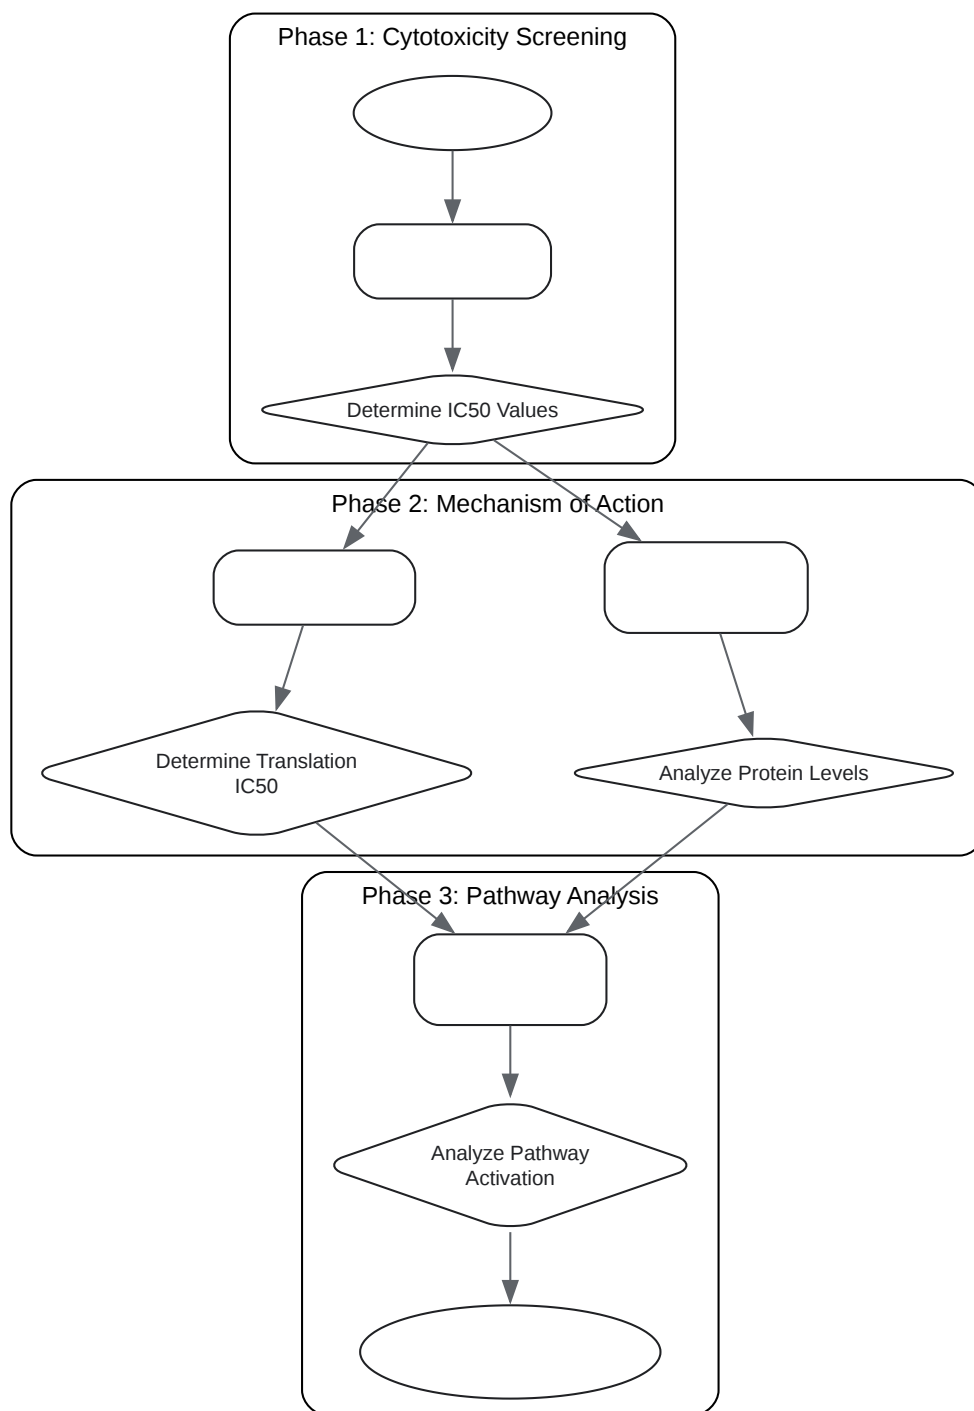 Phase 1: Cytotoxicity Screening
Determine IC50 Values
Phase 2: Mechanism of Action
Determine Translation
IC50
Analyze Protein Levels
Phase 3: Pathway Analysis
Analyze Pathway
Activation